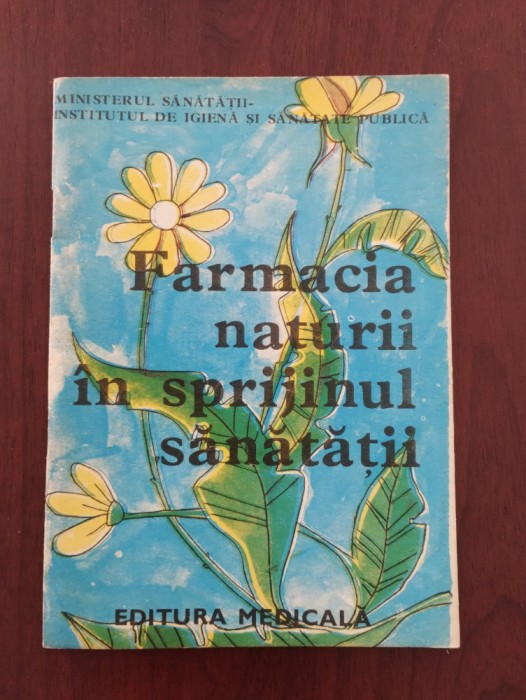 MINISTERUL SĂNĂTĂȚII-
INSTITUTUL DE IGIENĂ ȘI SĂNĂTATE PUBLICĂ
Farmacia
naturii
în sprijinul
sănătății
EDITURA MEDICALĂ